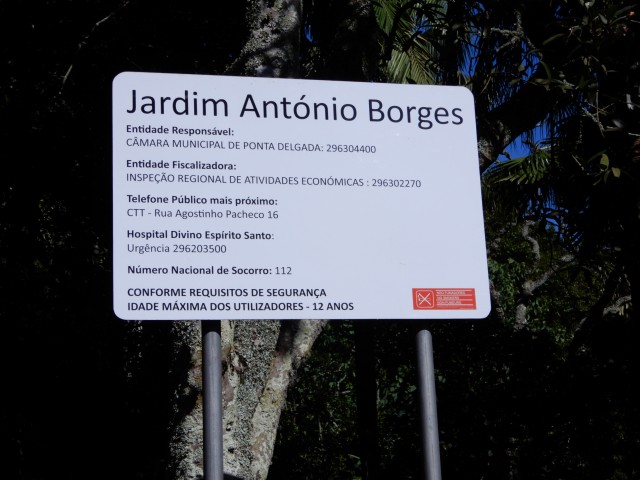 Jardim António Borges
Entidade Responsável:
CÂMARA MUNICIPAL DE PONTA DELGADA: 296304400
Entidade Fiscalizadora:
INSPEÇÃO REGIONAL DE ATIVIDADES ECONÓMICAS : 296302270
Telefone Público mais próximo:
CTT - Rua Agostinho Pacheco 16
Hospital Divino Espírito Santo:
Urgência 296203500
Número Nacional de Socorro: 112
CONFORME REQUISITOS DE SEGURANÇA
IDADE MÁXIMA DOS UTILIZADORES - 12 ANOS